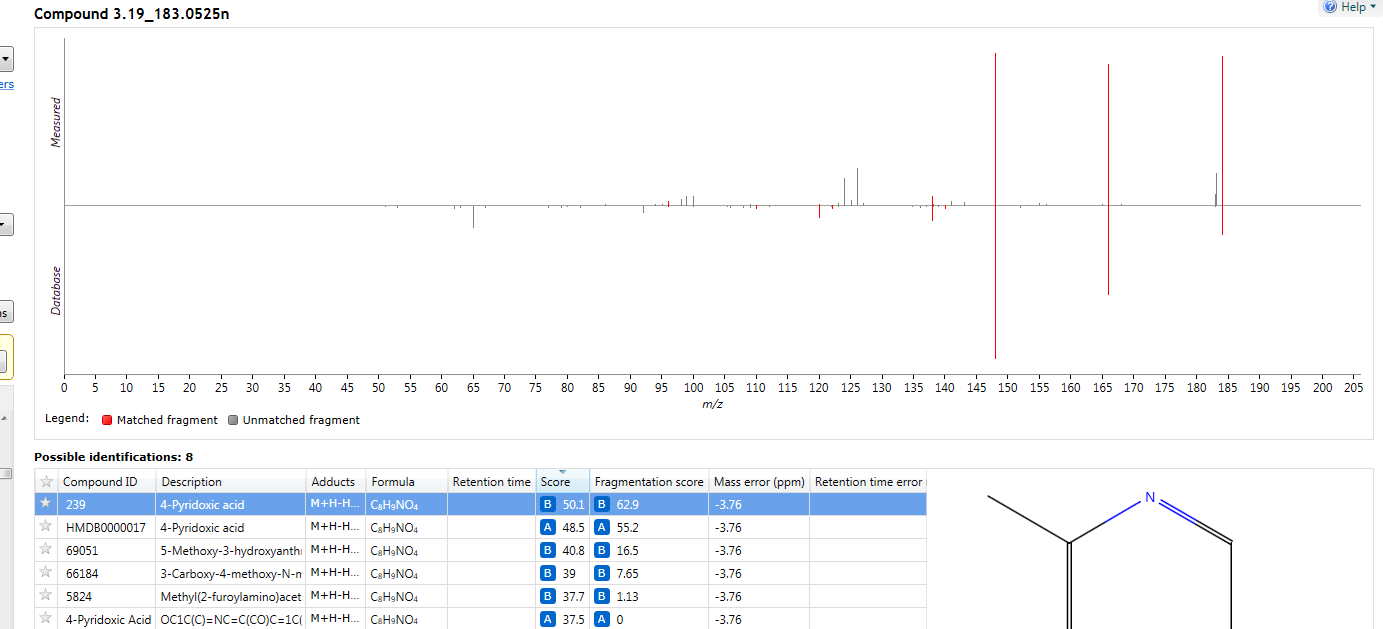 Help
Compound 3.19_183.0525n
ers
Measured
Database
0 5 10 15 20 25 30 35 40 45 50 55 60 65 70 75 80 85 90 95 100 105 110 115 120 125 130 135 140 145 150 155 160 165 170 175 180 185 190 195 200 205
m/z
Legend: Matched fragment Unmatched fragment
Possible identifications: 8
Compound ID Description Adducts Formula Retention time Score Fragmentation score Mass error (ppm) Retention time error
239 4-Pyridoxic acid M+H-H... C₈H₉NO₄ B 50.1 B 62.9 -3.76
HMDB0000017 4-Pyridoxic acid M+H-H... C₈H₉NO₄ A 48.5 A 55.2 -3.76
69051 5-Methoxy-3-hydroxyanth M+H-H... C₈H₉NO₄ B 40.8 B 16.5 -3.76
66184 3-Carboxy-4-methoxy-N-m M+H-H... C₈H₉NO₄ B 39 B 7.65 -3.76
5824 Methyl(2-furoylamino)acet M+H-H... C₈H₉NO₄ B 37.7 B 1.13 -3.76
4-Pyridoxic Acid OC1C(C)=NC=C(CO)C=1C( M+H-H... C₈H₉NO₄ A 37.5 A 0 -3.76
N